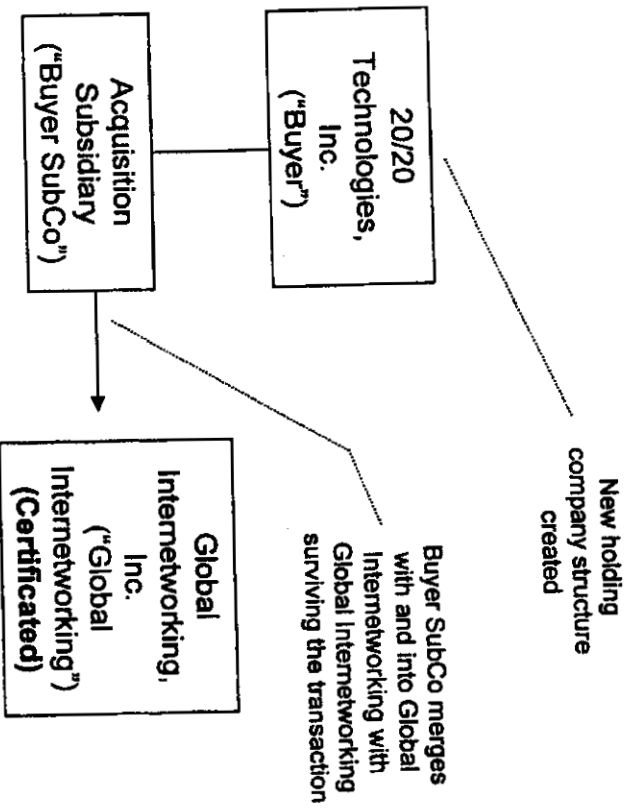 20/20
Technologies,
Inc.
("Buyer")
New holding
company structure
created
Acquisition
Subsidiary
("Buyer SubCo")
Buyer SubCo merges
with and into Global
Internetworking with
Global Internetworking
surviving the transaction
Global
Internetworking,
Inc.
("Global
Internetworking")
(Certificated)